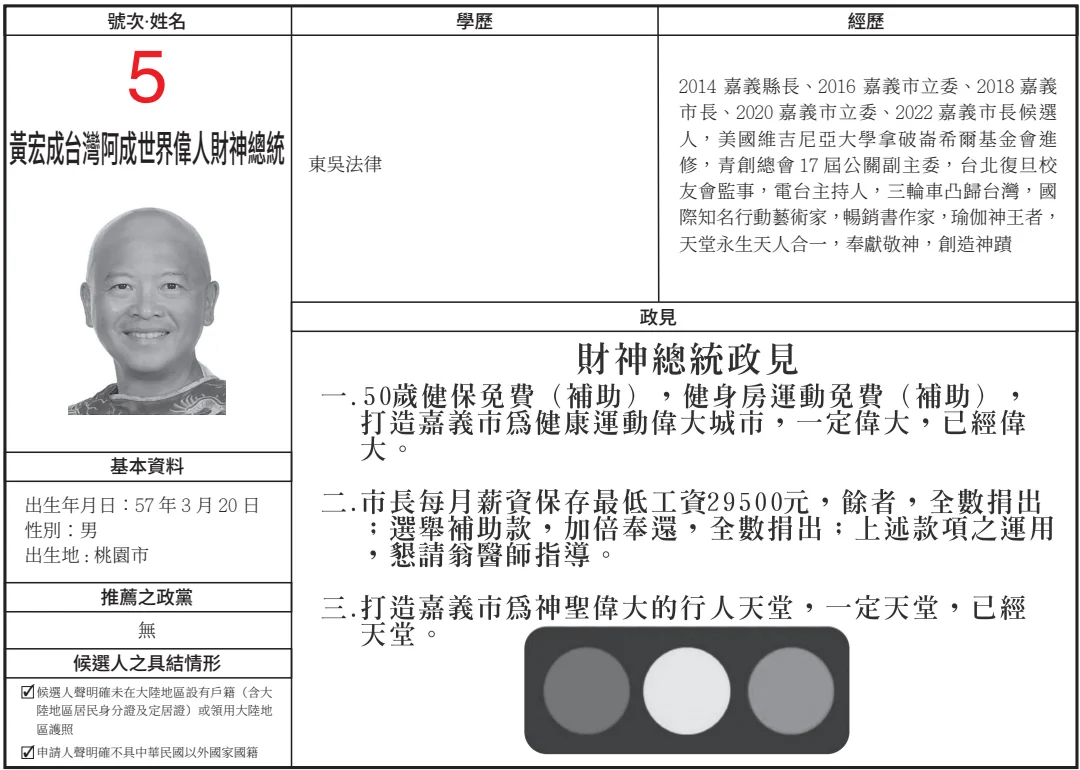 號次·姓名
5
黃宏成台灣阿成世界偉人財神總統
基本資料
出生年月日：57 年 3 月 20 日
性別：男
出生地：桃園市
推薦之政黨
無
候選人之具結情形
☑候選人聲明確未在大陸地區設有戶籍（含大
陸地區居民身分證及定居證）或領用大陸地
區護照
☑申請人聲明確不具中華民國以外國家國籍
學歷
東吳法律
經歷
2014 嘉義縣長、2016 嘉義市立委、2018 嘉義
市長、2020 嘉義市立委、2022 嘉義市長候選
人，美國維吉尼亞大學拿破崙希爾基金會進
修，青創總會 17 屆公關副主委，台北復旦校
友會監事，電台主持人，三輪車凸歸台灣，國
際知名行動藝術家，暢銷書作家，瑜伽神王者，
天堂永生天人合一，奉獻敬神，創造神蹟
政見
財神總統政見
一.50歲健保免費（補助），健身房運動免費（補助），
打造嘉義市爲健康運動偉大城市，一定偉大，已經偉
大。
二.市長每月薪資保存最低工資29500元，餘者，全數捐出
；選舉補助款，加倍奉還，全數捐出；上述款項之運用
，懇請翁醫師指導。
三.打造嘉義市爲神聖偉大的行人天堂，一定天堂，已經
天堂。